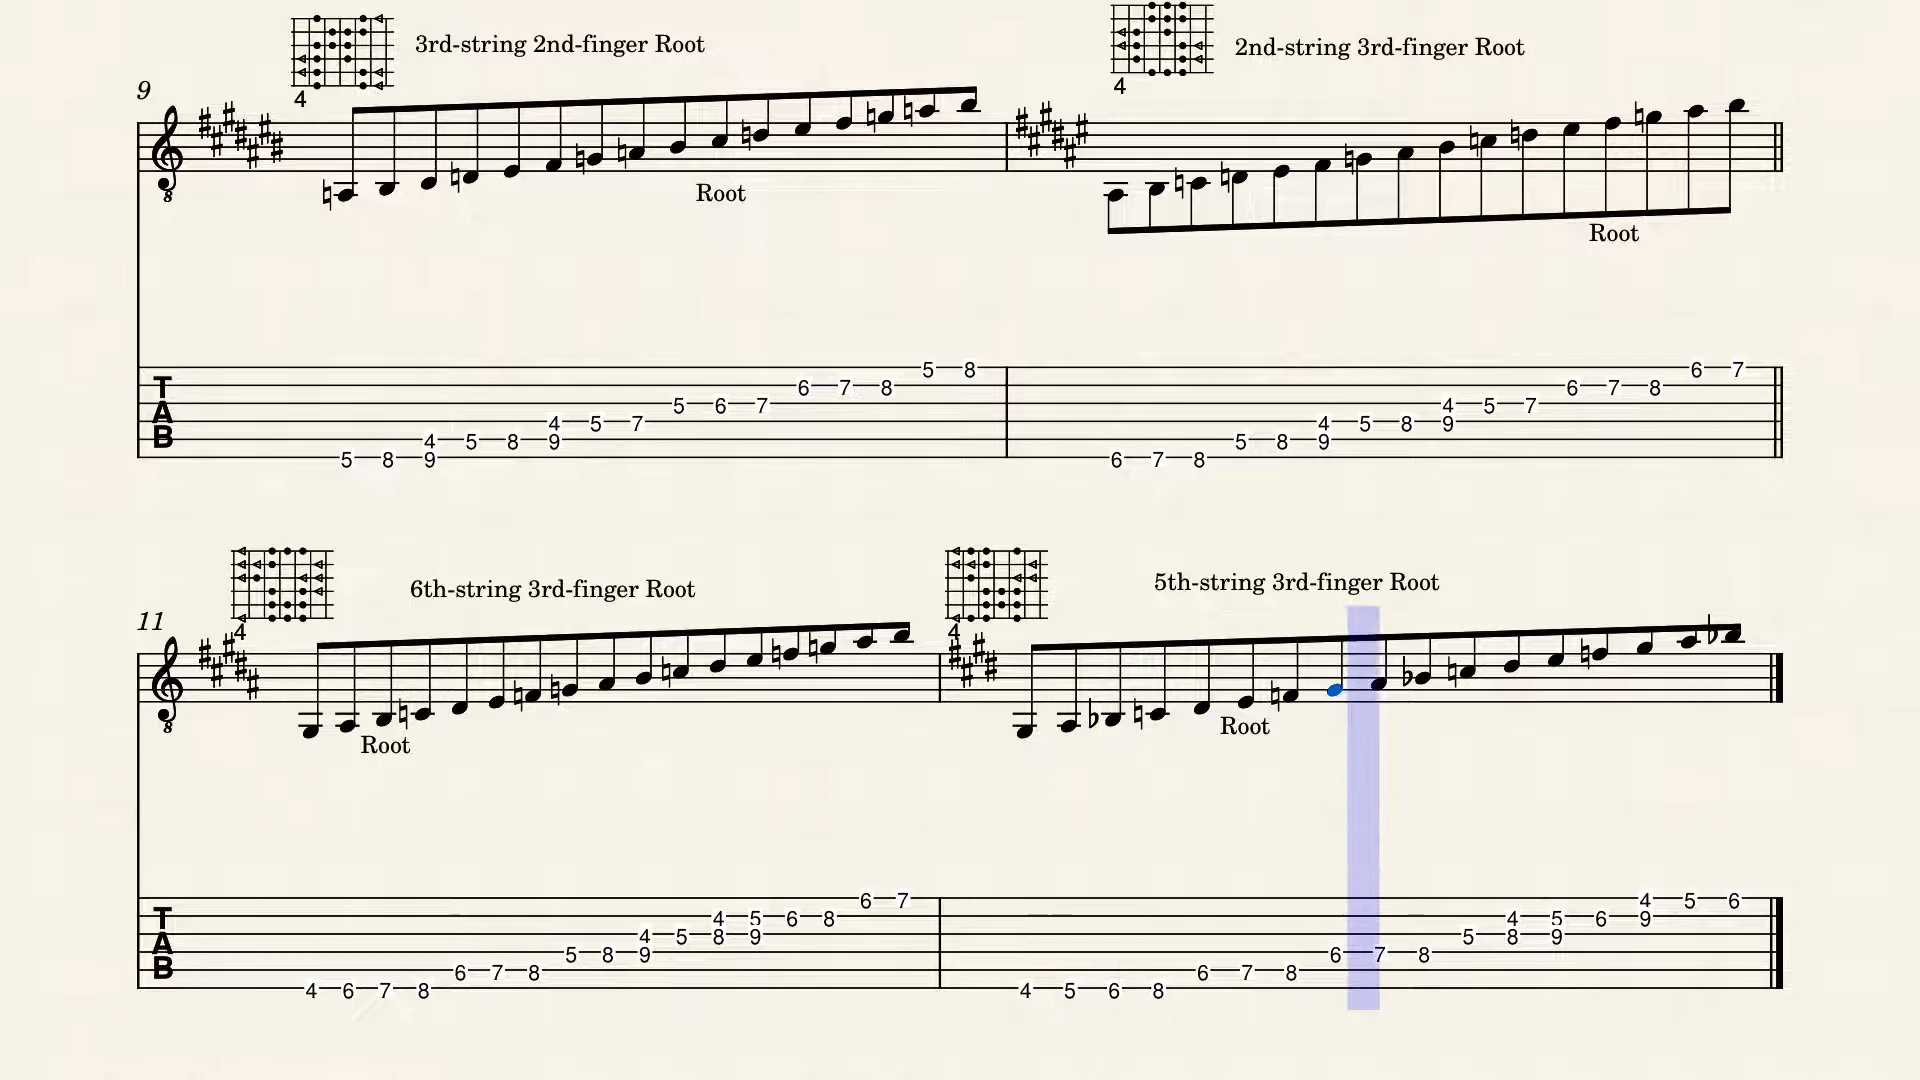 3rd-string 2nd-finger Root
2nd-string 3rd-finger Root
9
4
4
8
Root
Root
T
A
B
5 8 4 9 5 8 4 9 5 7 5 6 7 6 7 8 5 8
6 7 8 5 8 4 9 5 8 4 9 5 7 6 7 8 6 7
6th-string 3rd-finger Root
5th-string 3rd-finger Root
11
4
4
8
Root
Root
T
A
B
4 6 7 8 6 7 8 5 8 4 9 5 4 8 5 9 6 8 6 7
4 5 6 8 6 7 8 6 7 8 5 4 8 5 9 6 4 9 5 6